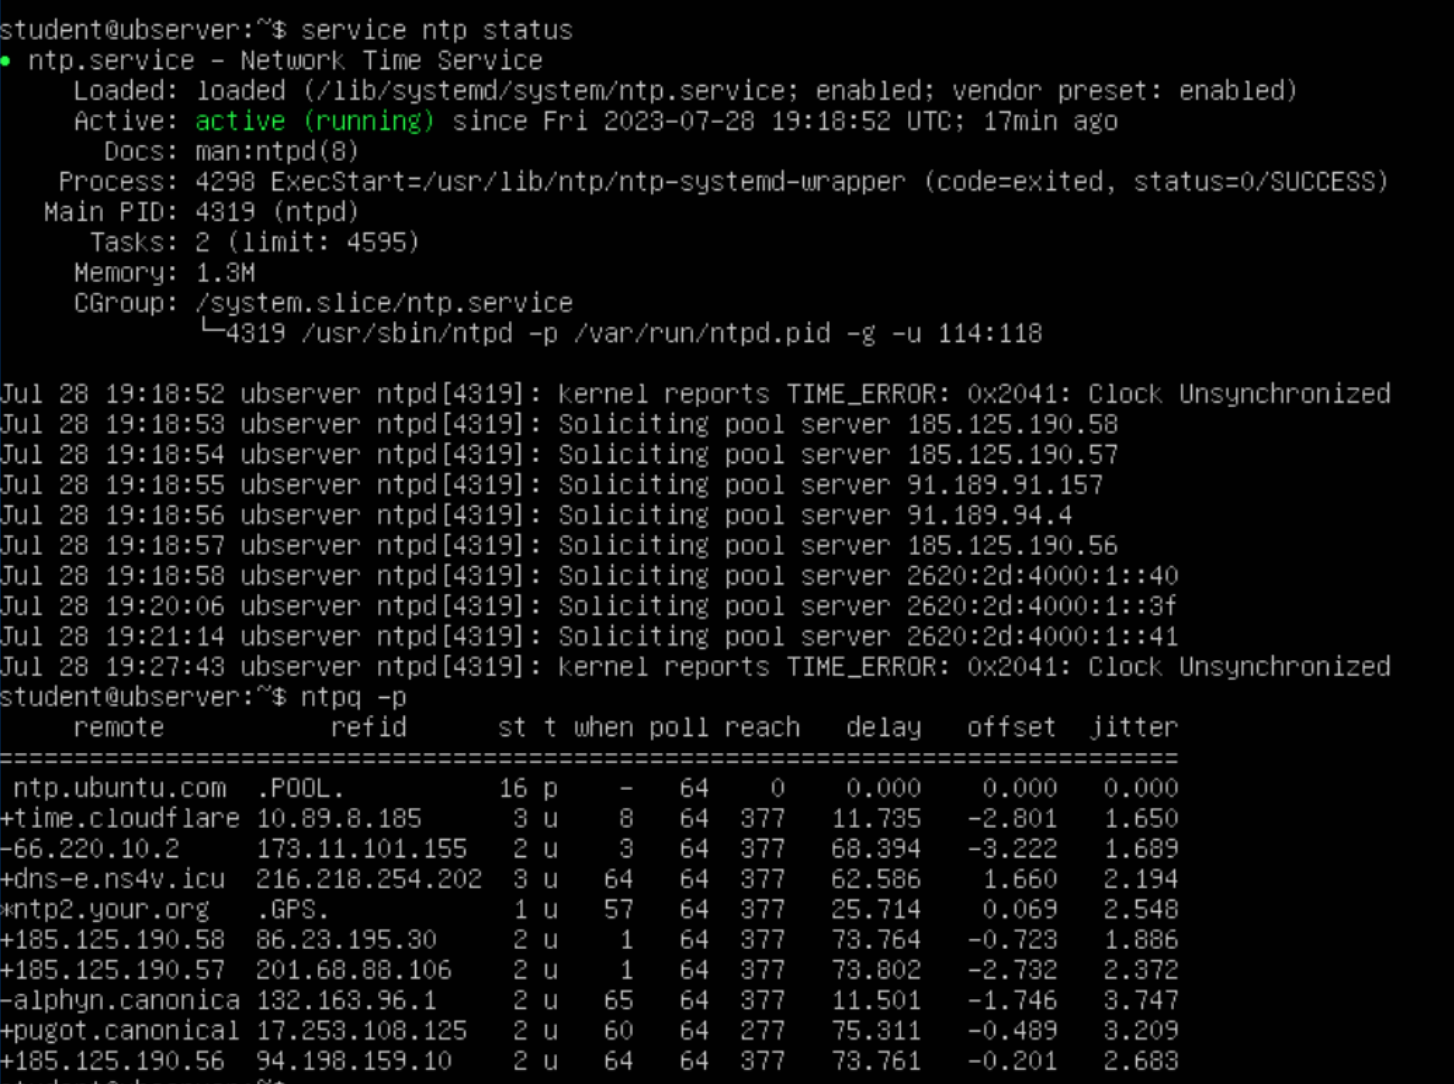 student@ubserver:~$ service ntp status
● ntp.service - Network Time Service
Loaded: loaded (/lib/systemd/system/ntp.service; enabled; vendor preset: enabled)
Active: active (running) since Fri 2023-07-28 19:18:52 UTC; 17min ago
Docs: man:ntpd(8)
Process: 4298 ExecStart=/usr/lib/ntp/ntp-systemd-wrapper (code=exited, status=0/SUCCESS)
Main PID: 4319 (ntpd)
Tasks: 2 (limit: 4595)
Memory: 1.3M
CGroup: /system.slice/ntp.service
└─4319 /usr/sbin/ntpd -p /var/run/ntpd.pid -g -u 114:118
Jul 28 19:18:52 ubserver ntpd[4319]: kernel reports TIME_ERROR: 0x2041: Clock Unsynchronized
Jul 28 19:18:53 ubserver ntpd[4319]: Soliciting pool server 185.125.190.58
Jul 28 19:18:54 ubserver ntpd[4319]: Soliciting pool server 185.125.190.57
Jul 28 19:18:55 ubserver ntpd[4319]: Soliciting pool server 91.189.91.157
Jul 28 19:18:56 ubserver ntpd[4319]: Soliciting pool server 91.189.94.4
Jul 28 19:18:57 ubserver ntpd[4319]: Soliciting pool server 185.125.190.56
Jul 28 19:18:58 ubserver ntpd[4319]: Soliciting pool server 2620:2d:4000:1::40
Jul 28 19:20:06 ubserver ntpd[4319]: Soliciting pool server 2620:2d:4000:1::3f
Jul 28 19:21:14 ubserver ntpd[4319]: Soliciting pool server 2620:2d:4000:1::41
Jul 28 19:27:43 ubserver ntpd[4319]: kernel reports TIME_ERROR: 0x2041: Clock Unsynchronized
student@ubserver:~$ ntpq -p
remote refid st t when poll reach delay offset jitter
==============================================================================
ntp.ubuntu.com .POOL. 16 p - 64 0 0.000 0.000 0.000
+time.cloudflare 10.89.8.185 3 u 8 64 377 11.735 -2.801 1.650
-66.220.10.2 173.11.101.155 2 u 3 64 377 68.394 -3.222 1.689
+dns-e.ns4v.icu 216.218.254.202 3 u 64 64 377 62.586 1.660 2.194
*ntp2.your.org .GPS. 1 u 57 64 377 25.714 0.069 2.548
+185.125.190.58 86.23.195.30 2 u 1 64 377 73.764 -0.723 1.886
+185.125.190.57 201.68.88.106 2 u 1 64 377 73.802 -2.732 2.372
-alphyn.canonica 132.163.96.1 2 u 65 64 377 11.501 -1.746 3.747
+pugot.canonical 17.253.108.125 2 u 60 64 277 75.311 -0.489 3.209
+185.125.190.56 94.198.159.10 2 u 64 64 377 73.761 -0.201 2.683